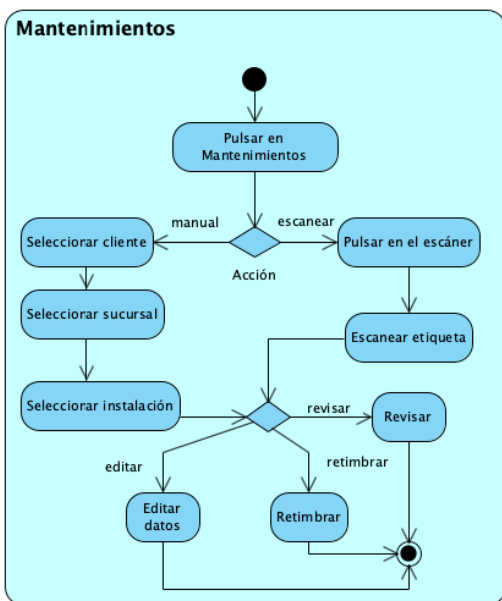 Mantenimientos
Pulsar en
Mantenimientos
manual
escanear
Seleccionar cliente
Pulsar en el escáner
Acción
Seleccionar sucursal
Escanear etiqueta
Seleccionar instalación
revisar
Revisar
editar
retimbrar
Editar
datos
Retimbrar